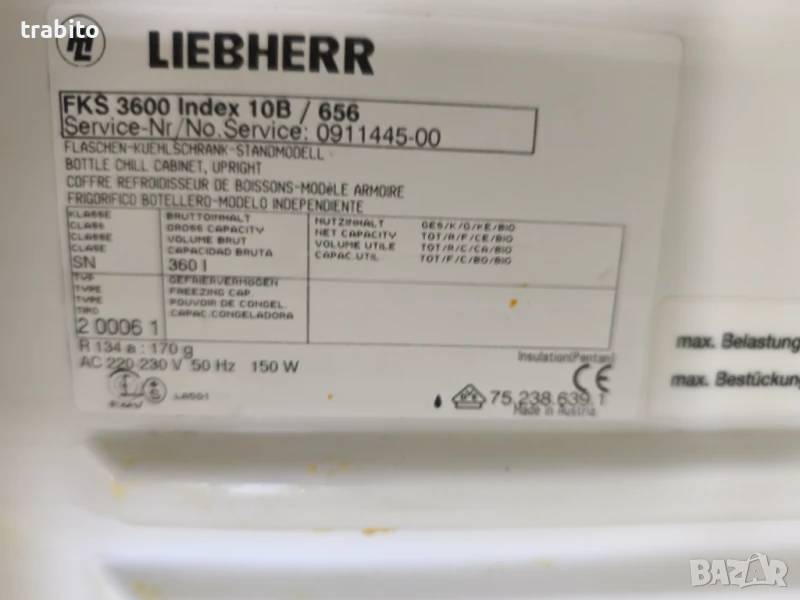 trabito
LIEBHERR
FKS 3600 Index 10B / 656
Service-Nr/No.Service: 0911445-00
FLASCHEN-KUEHLSCHRANK-STANDMODELL
BOTTLE CHILL CABINET, UPRIGHT
COFFRE REFROIDISSEUR DE BOISSONS-MODèLE ARMOIRE
FRIGORIFICO BOTELLERO-MODELO INDEPENDIENTE
KLASSE BRUTTOINHALT NUTZINHALT GES/K/G/KE/BIO
CLASS GROSS CAPACITY NET CAPACITY TOT/R/F/CE/BIO
CLASSE VOLUME BRUT VOLUME UTILE TOT/R/C/CA/BIO
CLASE CAPACIDAD BRUTA CAPAC.UTIL TOT/F/C/BO/BIO
SN 360 l
TYP GEFRIERVERMÖGEN
TYPE FREEZING CAP.
TYPE POUVOIR DE CONGEL.
TIPO CAPAC.CONGELADORA
2 0006 1
R 134 a : 170 g
AC 220-230 V 50 Hz 150 W
Insulation(Pentan)
CE
75.238.639.1
Made in Austria
max. Belastung
max. Bestückung
BAZAR